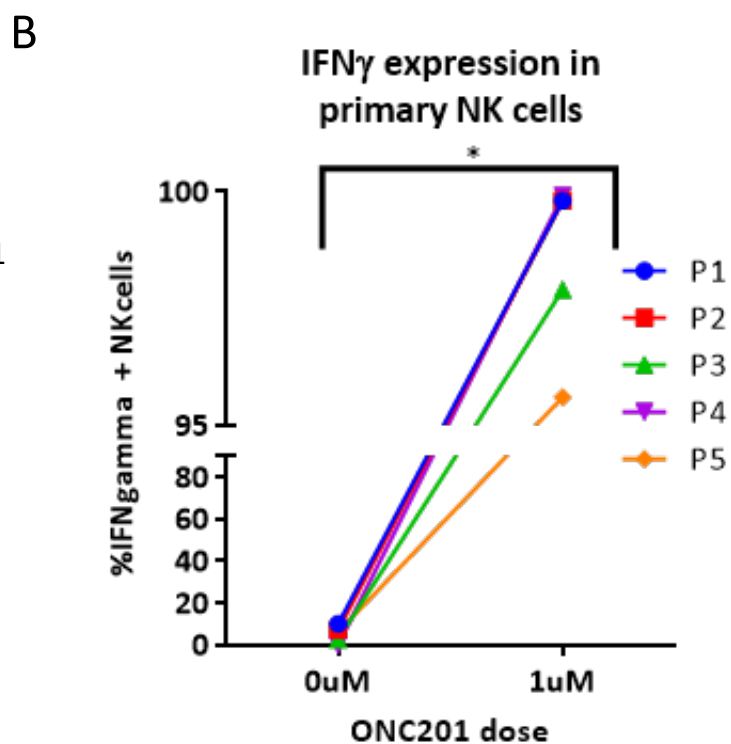 B
IFNγ expression in
primary NK cells
*
100
95
80
60
40
20
0
%IFNgamma + NKcells
0uM
1uM
ONC201 dose
P1
P2
P3
P4
P5